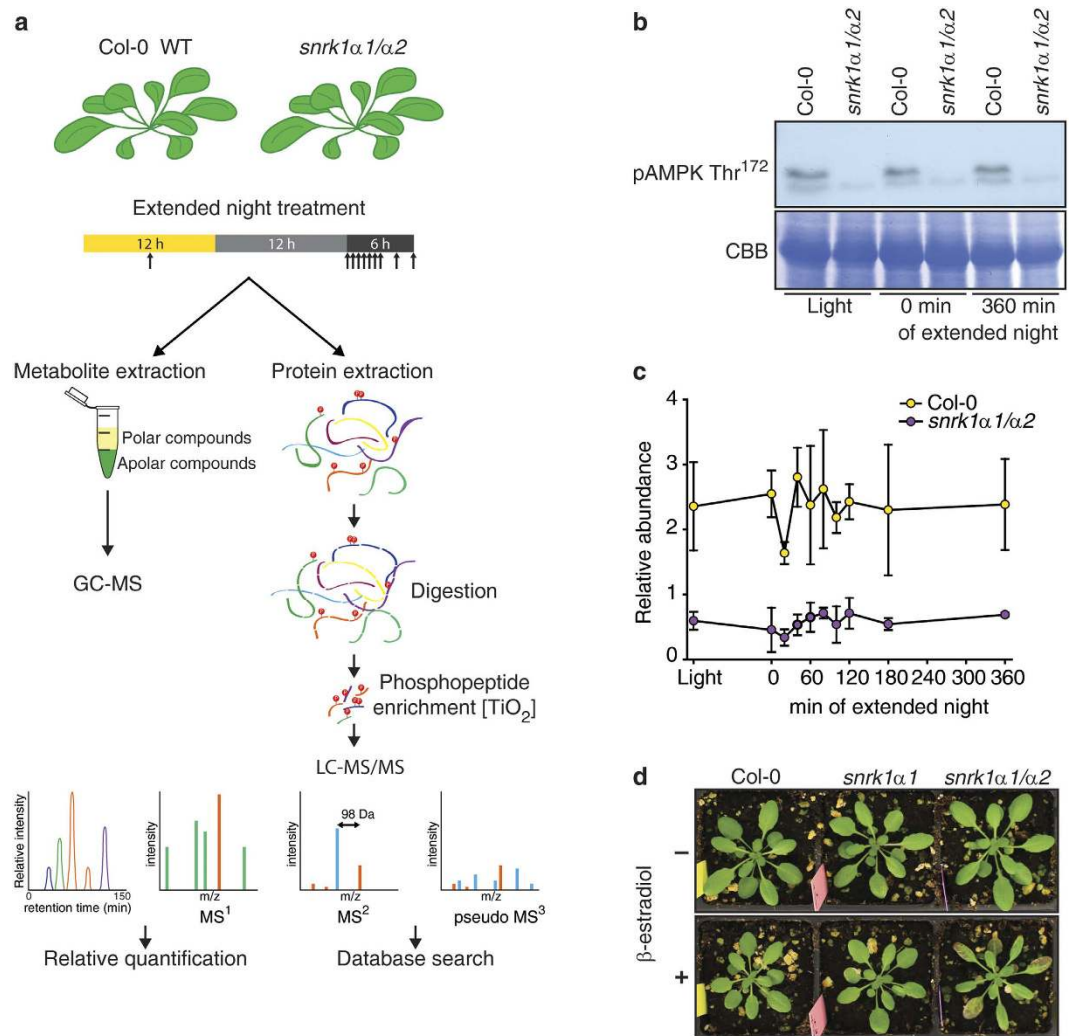 a
Col-0 WT
snrk1α1/α2
Extended night treatment
12 h
12 h
6 h
Metabolite extraction
Protein extraction
Polar compounds
Apolar compounds
GC-MS
Digestion
Phosphopeptide
enrichment [TiO₂]
LC-MS/MS
Relative intensity
0
150
retention time (min)
intensity
m/z
MS¹
intensity
98 Da
m/z
MS²
intensity
m/z
pseudo MS³
Relative quantification
Database search
b
Col-0
snrk1α1/α2
Col-0
snrk1α1/α2
Col-0
snrk1α1/α2
pAMPK Thr¹⁷²
CBB
Light
0 min
360 min
of extended night
c
Col-0
snrk1α1/α2
Relative abundance
4
3
2
1
0
Light
0
60
120
180
240
300
360
min of extended night
d
Col-0
snrk1α1
snrk1α1/α2
β-estradiol
−
+